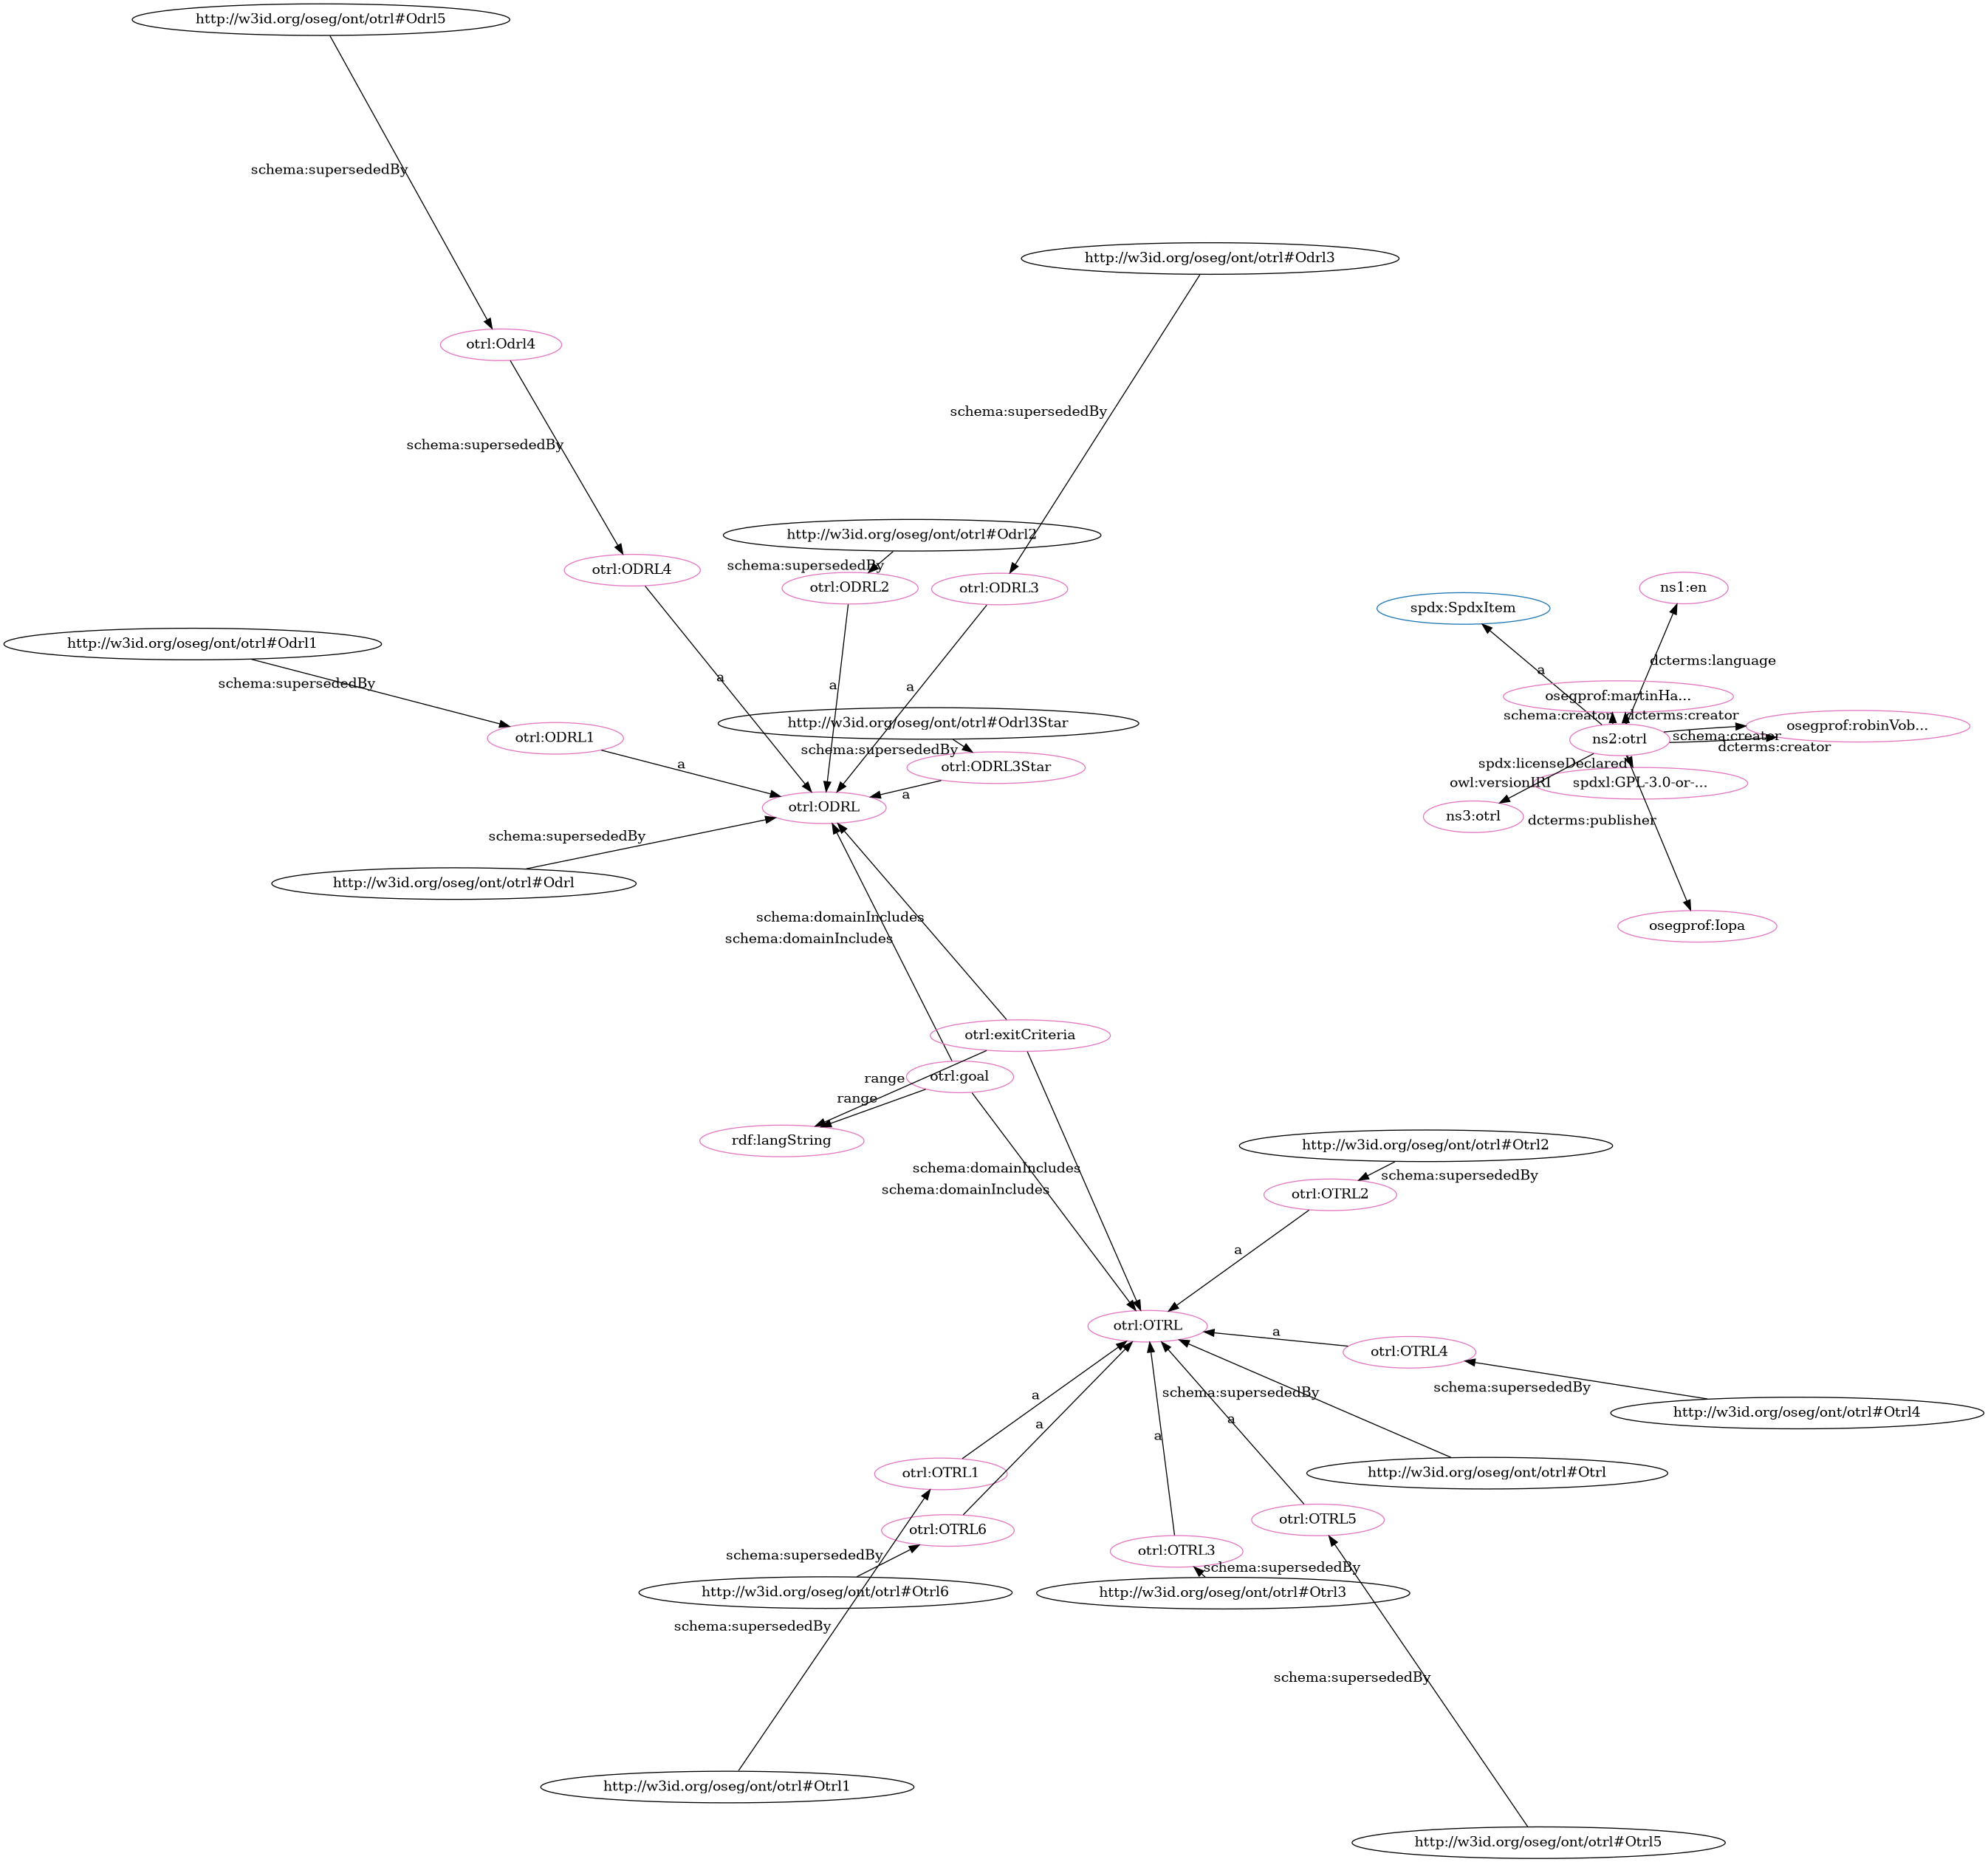 http://w3id.org/oseg/ont/otrl#Odrl5
schema:supersededBy
http://w3id.org/oseg/ont/otrl#Odrl3
otrl:Odrl4
schema:supersededBy
schema:supersededBy
http://w3id.org/oseg/ont/otrl#Odrl2
schema:supersededBy
otrl:ODRL4
otrl:ODRL2
otrl:ODRL3
ns1:en
spdx:SpdxItem
http://w3id.org/oseg/ont/otrl#Odrl1
schema:supersededBy
a
a
a
dcterms:language
a
osegprof:martinHa...
schema:creator
dcterms:creator
http://w3id.org/oseg/ont/otrl#Odrl3Star
osegprof:robinVob...
otrl:ODRL1
ns2:otrl
schema:creator
dcterms:creator
schema:supersededBy
a
otrl:ODRL3Star
spdx:licenseDeclared
owl:versionIRI
spdxl:GPL-3.0-or-...
a
otrl:ODRL
ns3:otrl
dcterms:publisher
schema:supersededBy
http://w3id.org/oseg/ont/otrl#Odrl
schema:domainIncludes
schema:domainIncludes
osegprof:Iopa
otrl:exitCriteria
range
otrl:goal
range
rdf:langString
http://w3id.org/oseg/ont/otrl#Otrl2
schema:domainIncludes
schema:supersededBy
schema:domainIncludes
otrl:OTRL2
a
otrl:OTRL
a
otrl:OTRL4
schema:supersededBy
a
schema:supersededBy
http://w3id.org/oseg/ont/otrl#Otrl4
a
a
a
otrl:OTRL1
http://w3id.org/oseg/ont/otrl#Otrl
otrl:OTRL5
otrl:OTRL6
otrl:OTRL3
schema:supersededBy
schema:supersededBy
http://w3id.org/oseg/ont/otrl#Otrl6
http://w3id.org/oseg/ont/otrl#Otrl3
schema:supersededBy
schema:supersededBy
http://w3id.org/oseg/ont/otrl#Otrl1
http://w3id.org/oseg/ont/otrl#Otrl5